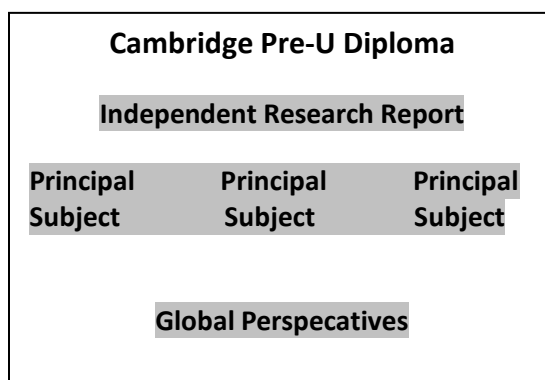 Cambridge Pre-U Diploma
Independent Research Report
Principal Principal Principal
Subject Subject Subject
Global Perspecatives